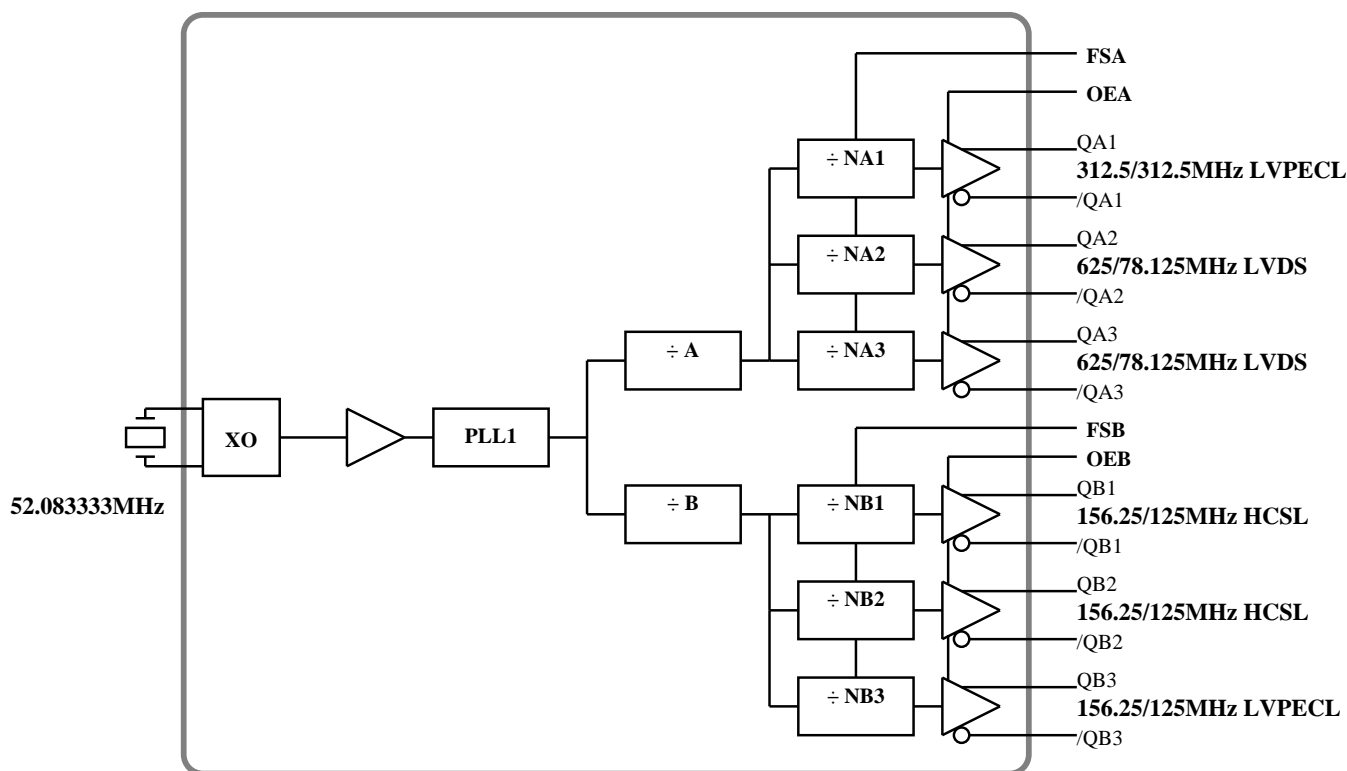 FSA
OEA
÷ NA1
QA1
312.5/312.5MHz LVPECL
/QA1
÷ NA2
QA2
625/78.125MHz LVDS
/QA2
÷ A
÷ NA3
QA3
625/78.125MHz LVDS
/QA3
XO
PLL1
52.083333MHz
FSB
OEB
÷ B
÷ NB1
QB1
156.25/125MHz HCSL
/QB1
÷ NB2
QB2
156.25/125MHz HCSL
/QB2
÷ NB3
QB3
156.25/125MHz LVPECL
/QB3